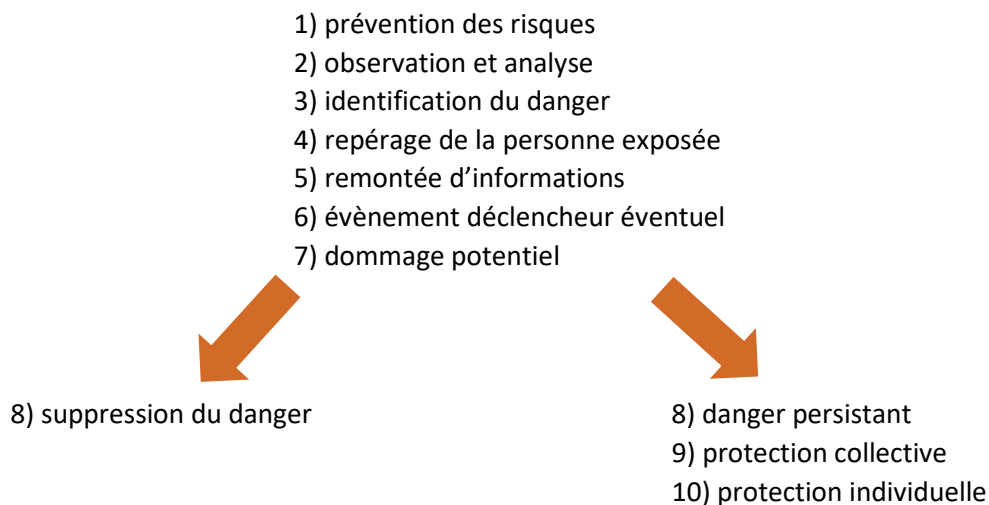 1) prévention des risques
2) observation et analyse
3) identification du danger
4) repérage de la personne exposée
5) remontée d’informations
6) évènement déclencheur éventuel
7) dommage potentiel
8) suppression du danger
8) danger persistant
9) protection collective
10) protection individuelle